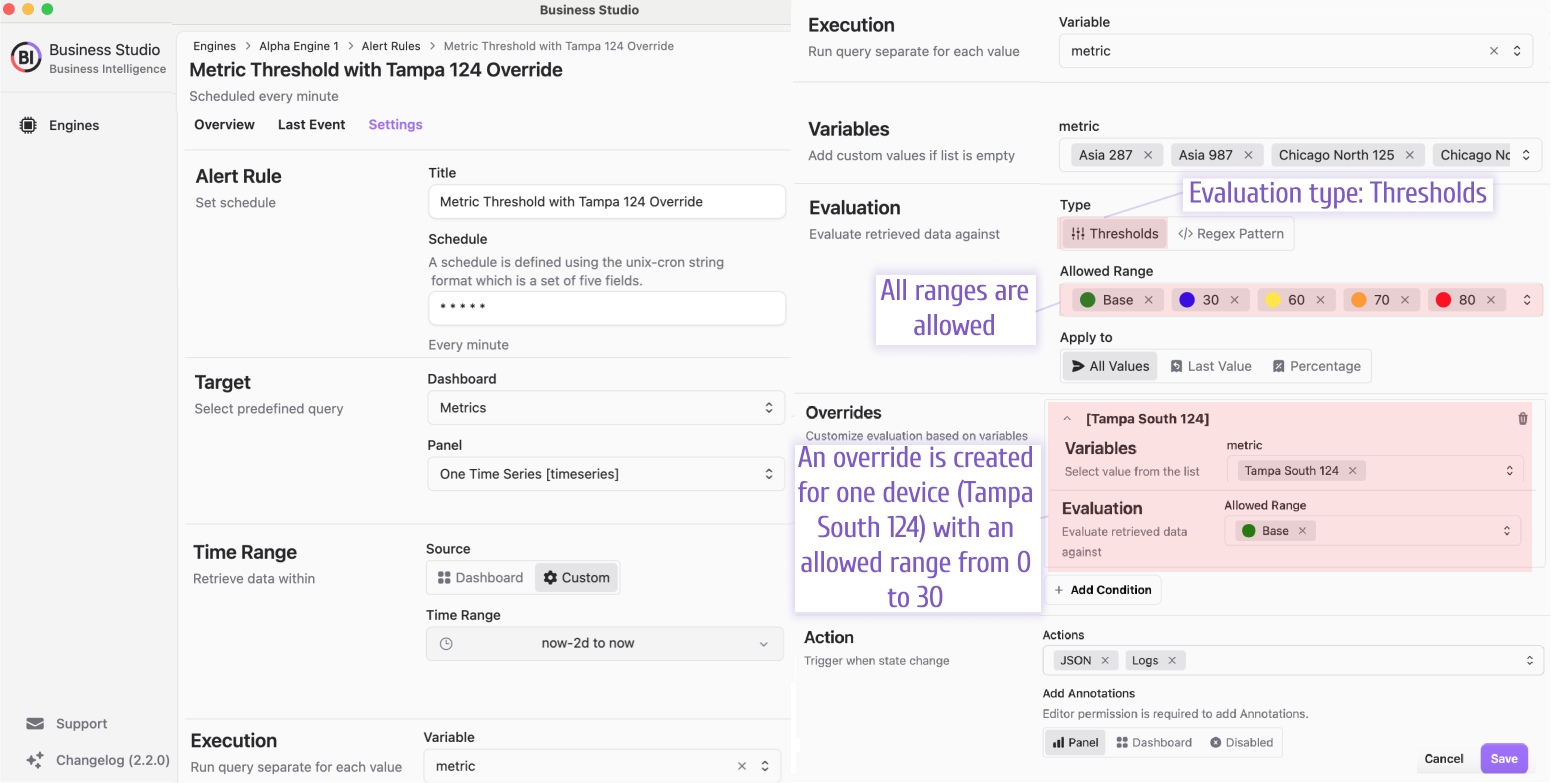 Business Studio
BI
Business Studio
Business Intelligence
Engines
Support
Changelog (2.2.0)
Engines > Alpha Engine 1 > Alert Rules > Metric Threshold with Tampa 124 Override
Metric Threshold with Tampa 124 Override
Scheduled every minute
Overview Last Event Settings
Alert Rule
Set schedule
Title
Metric Threshold with Tampa 124 Override
Schedule
A schedule is defined using the unix-cron string
format which is a set of five fields.
* * * * *
Every minute
Target
Select predefined query
Dashboard
Metrics
Panel
One Time Series [timeseries]
Time Range
Retrieve data within
Source
Dashboard Custom
Time Range
now-2d to now
Execution
Run query separate for each value
Variable
metric
Execution
Run query separate for each value
Variable
metric
Variables
Add custom values if list is empty
metric
Asia 287 Asia 987 Chicago North 125 Chicago Nc
Evaluation type: Thresholds
Evaluation
Evaluate retrieved data against
Type
Thresholds </> Regex Pattern
Allowed Range
Base 30 60 70 80
All ranges are
allowed
Apply to
All Values Last Value Percentage
Overrides
Customize evaluation based on variables
An override is created
for one device (Tampa
South 124) with an
allowed range from 0
to 30
[Tampa South 124]
Variables
Select value from the list
metric
Tampa South 124
Evaluation
Evaluate retrieved data
against
Allowed Range
Base
+ Add Condition
Action
Trigger when state change
Actions
JSON Logs
Add Annotations
Editor permission is required to add Annotations.
Panel Dashboard Disabled
Cancel Save